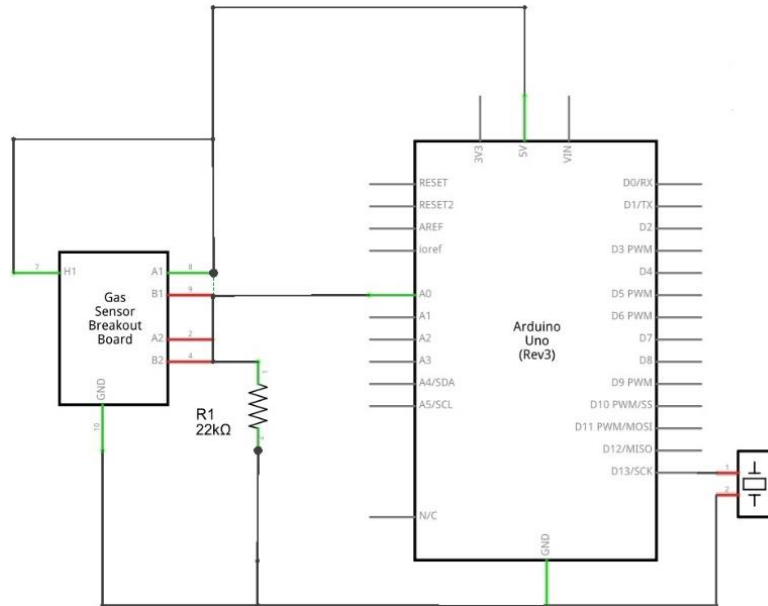 3V3
5V
VIN
RESET
RESET2
AREF
ioref
A0
A1
A2
A3
A4/SDA
A5/SCL
N/C
D0/RX
D1/TX
D2
D3 PWM
D4
D5 PWM
D6 PWM
D7
D8
D9 PWM
D10 PWM/SS
D11 PWM/MOSI
D12/MISO
D13/SCK
GND
Arduino
Uno
(Rev3)
7
H1
A1
8
B1
9
A2
2
B2
4
Gas
Sensor
Breakout
Board
GND
10
R1
22kΩ
1
1
2